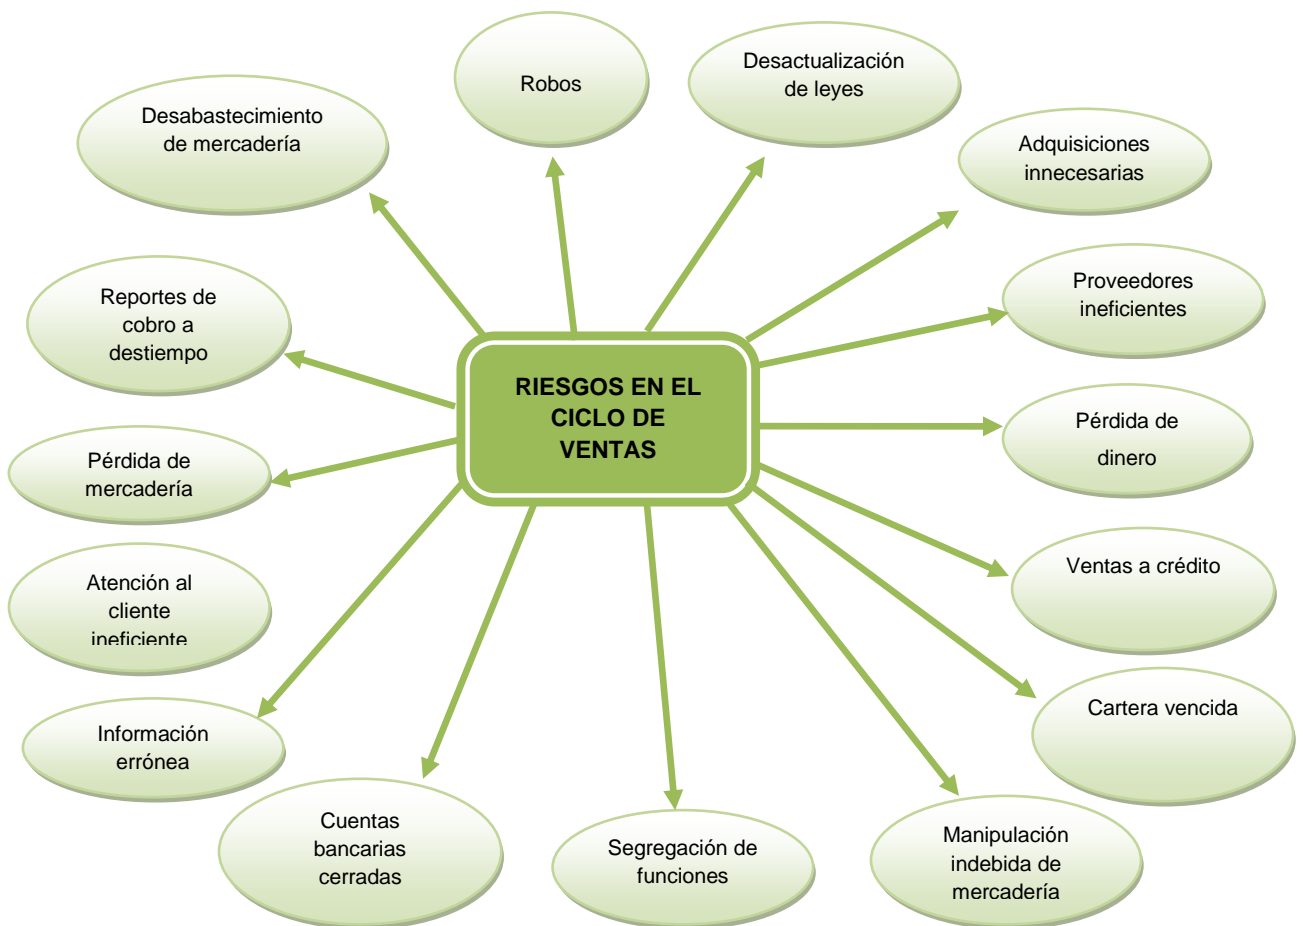 Robos
Desactualización
de leyes
Desabastecimiento
de mercadería
Adquisiciones
innecesarias
Reportes de
cobro a
destiempo
Proveedores
ineficientes
RIESGOS EN EL
CICLO DE
VENTAS
Pérdida de
dinero
Pérdida de
mercadería
Ventas a crédito
Atención al
cliente
ineficiente
Cartera vencida
Información
errónea
Cuentas
bancarias
cerradas
Segregación de
funciones
Manipulación
indebida de
mercadería